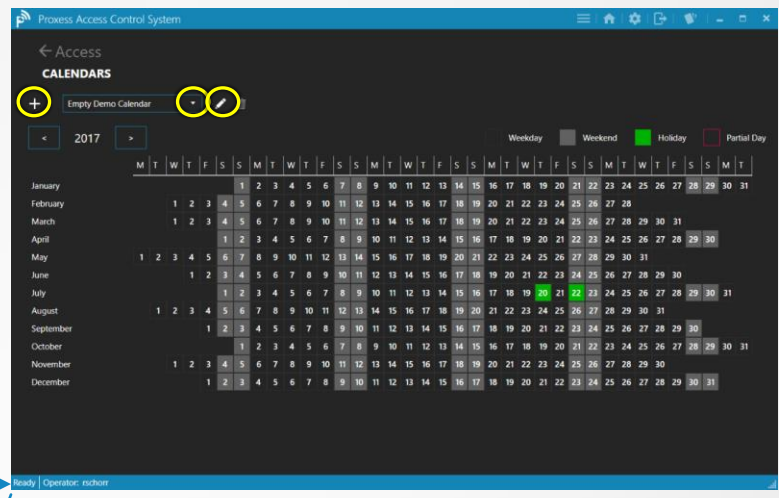 Proxess Access Control System
Access
CALENDARS
Empty Demo Calendar
< 2017 > Weekday Weekend Holiday Partial Day
M T W T F S S M T W T F S S M T W T F S S M T W T F S S M T W T F S S M T
January 1 2 3 4 5 6 7 8 9 10 11 12 13 14 15 16 17 18 19 20 21 22 23 24 25 26 27 28 29 30 31
February 1 2 3 4 5 6 7 8 9 10 11 12 13 14 15 16 17 18 19 20 21 22 23 24 25 26 27 28
March 1 2 3 4 5 6 7 8 9 10 11 12 13 14 15 16 17 18 19 20 21 22 23 24 25 26 27 28 29 30 31
April 1 2 3 4 5 6 7 8 9 10 11 12 13 14 15 16 17 18 19 20 21 22 23 24 25 26 27 28 29 30
May 1 2 3 4 5 6 7 8 9 10 11 12 13 14 15 16 17 18 19 20 21 22 23 24 25 26 27 28 29 30 31
June 1 2 3 4 5 6 7 8 9 10 11 12 13 14 15 16 17 18 19 20 21 22 23 24 25 26 27 28 29 30
July 1 2 3 4 5 6 7 8 9 10 11 12 13 14 15 16 17 18 19 20 21 22 23 24 25 26 27 28 29 30 31
August 1 2 3 4 5 6 7 8 9 10 11 12 13 14 15 16 17 18 19 20 21 22 23 24 25 26 27 28 29 30 31
September 1 2 3 4 5 6 7 8 9 10 11 12 13 14 15 16 17 18 19 20 21 22 23 24 25 26 27 28 29 30
October 1 2 3 4 5 6 7 8 9 10 11 12 13 14 15 16 17 18 19 20 21 22 23 24 25 26 27 28 29 30 31
November 1 2 3 4 5 6 7 8 9 10 11 12 13 14 15 16 17 18 19 20 21 22 23 24 25 26 27 28 29 30
December 1 2 3 4 5 6 7 8 9 10 11 12 13 14 15 16 17 18 19 20 21 22 23 24 25 26 27 28 29 30 31
Ready Operator: rschorr